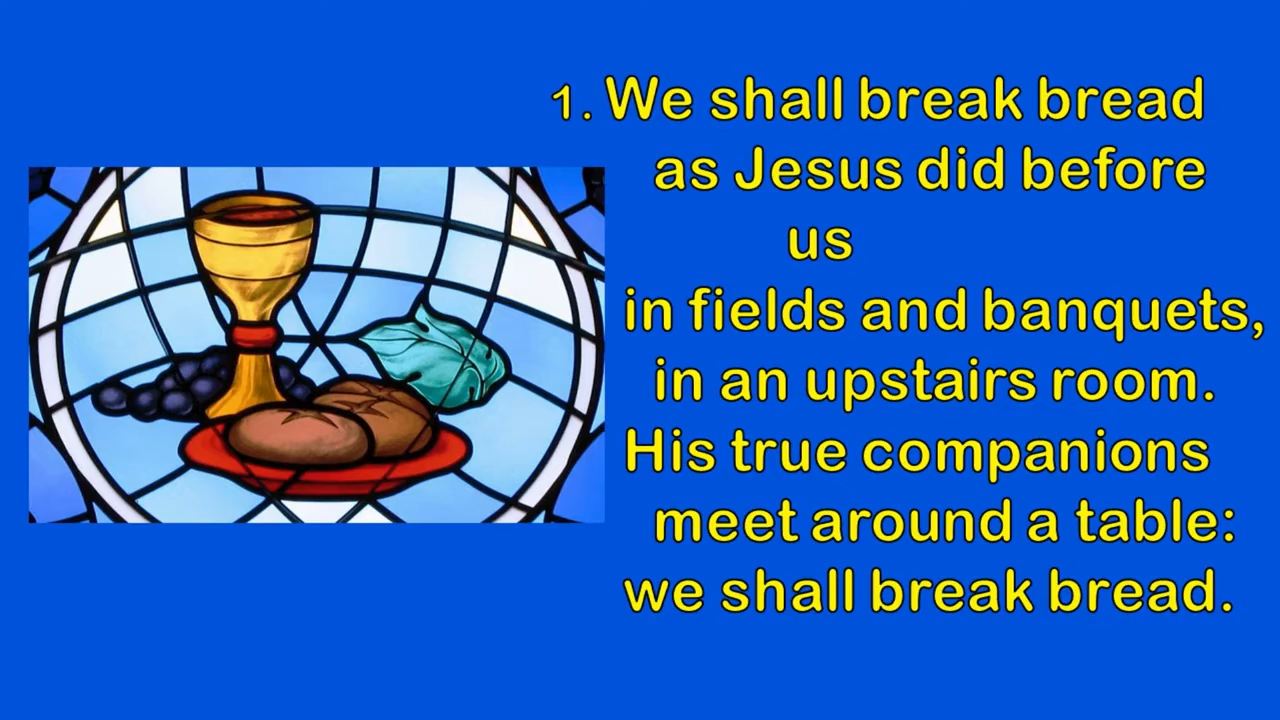 1. We shall break bread
as Jesus did before
us
in fields and banquets,
in an upstairs room.
His true companions
meet around a table:
we shall break bread.